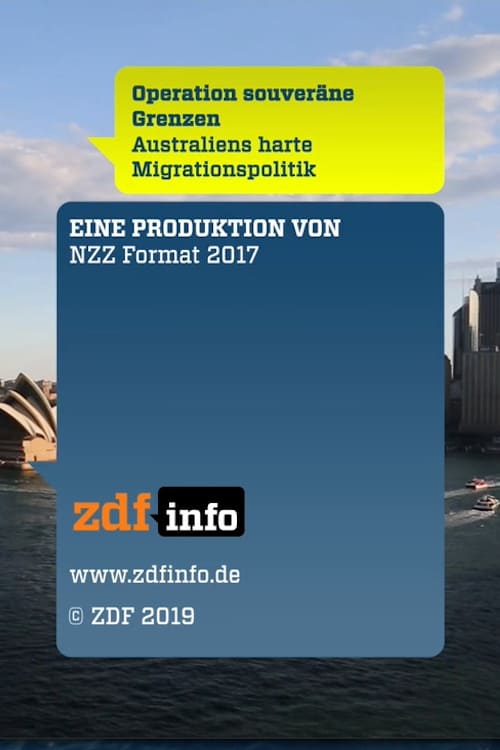 Operation souveräne
Grenzen
Australiens harte
Migrationspolitik
EINE PRODUKTION VON
NZZ Format 2017
zdf info
www.zdfinfo.de
© ZDF 2019